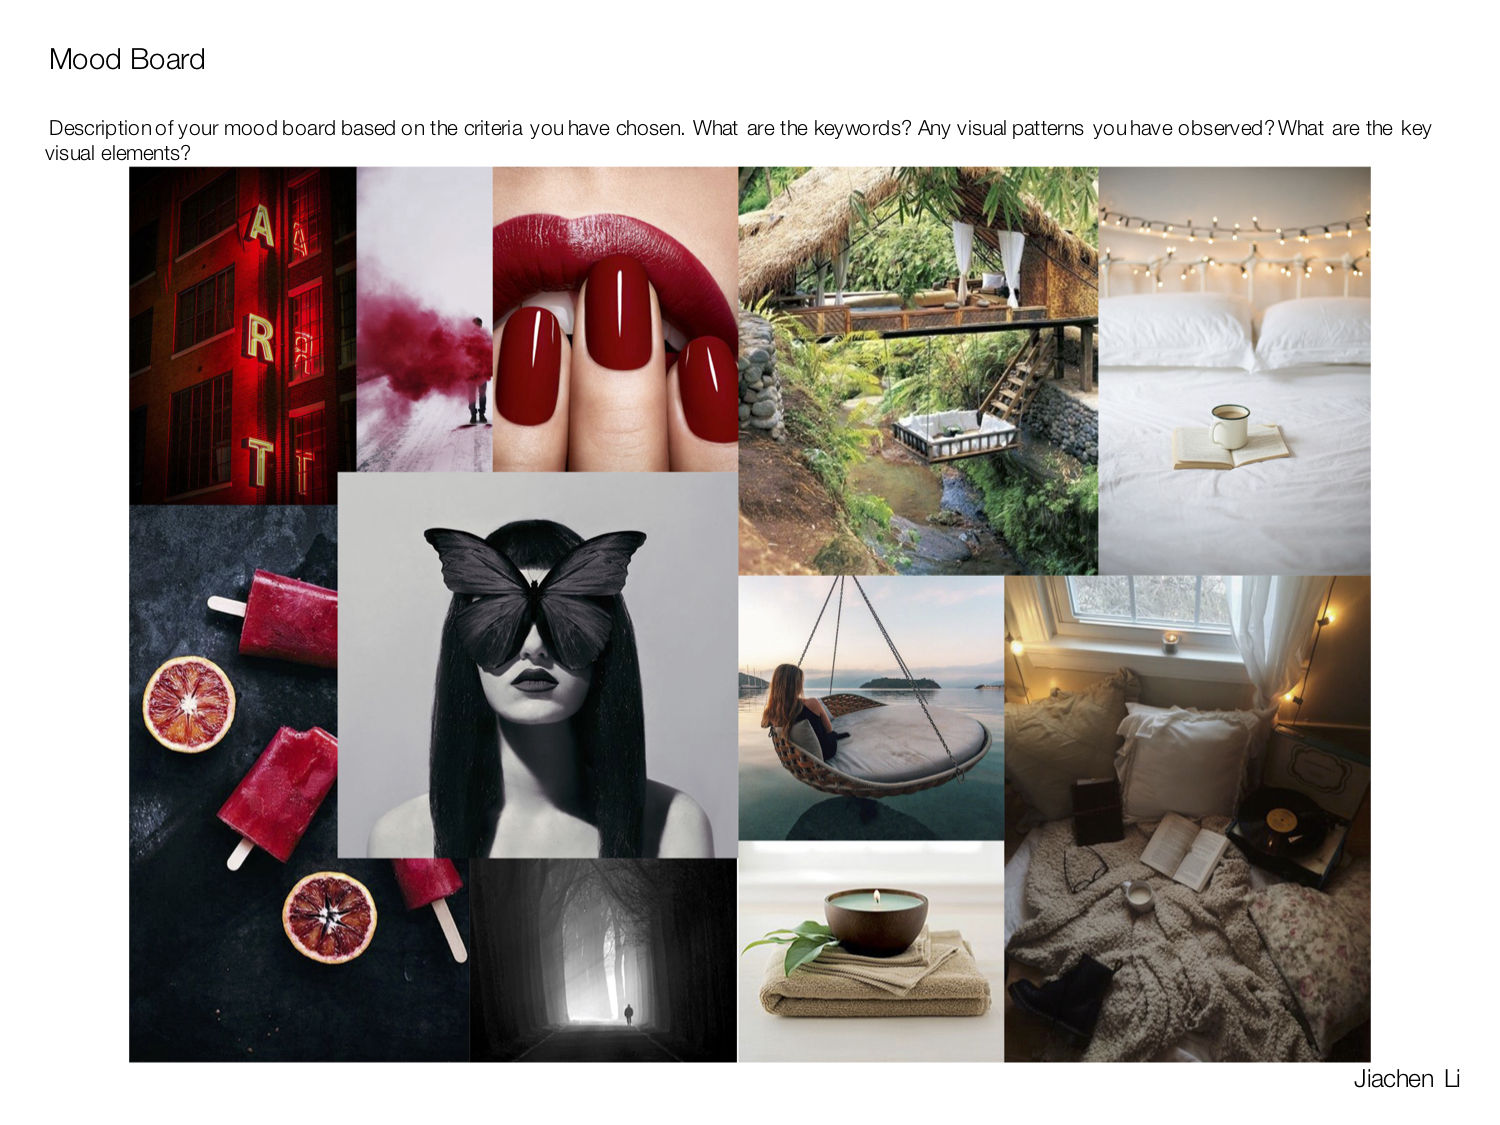 Mood Board
Description of your mood board based on the criteria you have chosen. What are the keywords? Any visual patterns you have observed? What are the key
visual elements?
A
R
T
Jiachen Li